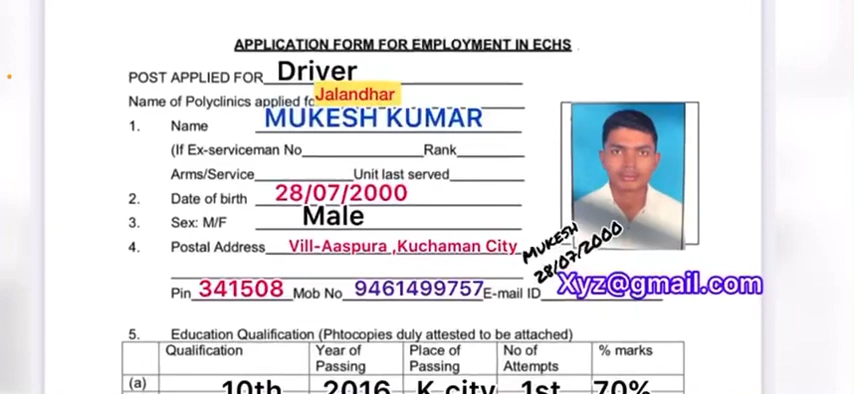 APPLICATION FORM FOR EMPLOYMENT IN ECHS
POST APPLIED FOR Driver
Name of Polyclinics applied fo Jalandhar
1. Name MUKESH KUMAR
(If Ex-serviceman No Rank
Arms/Service Unit last served
2. Date of birth 28/07/2000
3. Sex: M/F Male
4. Postal Address Vill-Aaspura ,Kuchaman City
MUKESH
28/07/2000
Pin 341508 Mob No 9461499757 E-mail ID Xyz@gmail.com
5. Education Qualification (Phtocopies duly attested to be attached)
Qualification Year of Passing Place of Passing No of Attempts % marks
(a) 10th 2016 K.city 1st 70%